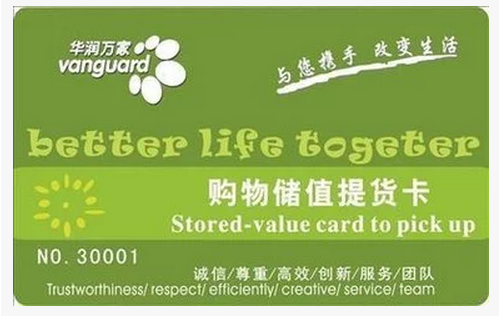 华润万家
vanguard
与您携手 改变生活
better life togeter
购物储值提货卡
Stored-value card to pick up
NO. 30001
诚信/尊重/高效/创新/服务/团队
Trustworthiness/ respect/ efficiently/ creative/ service/ team